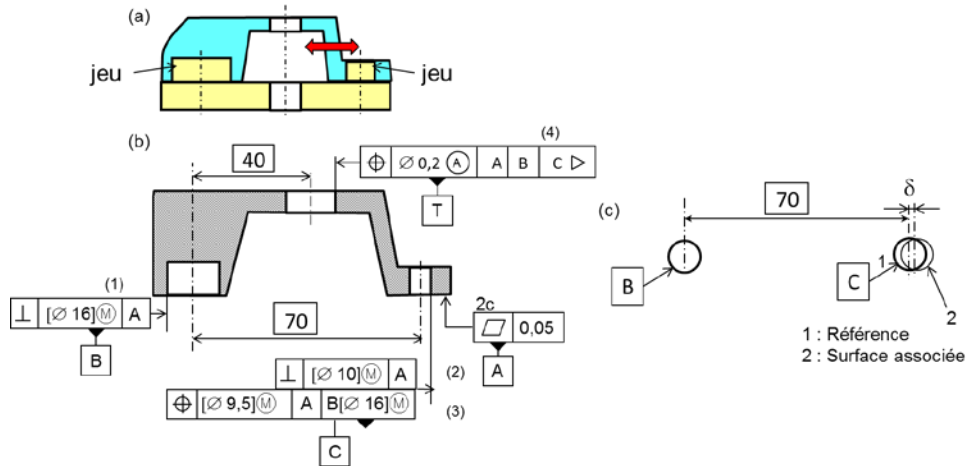 (a)
jeu
jeu
(b)
(4)
40
⌖ ⌀ 0,2 Ⓐ A B C ▷
T
(c)
70
δ
B
C
1
2
1 : Référence
2 : Surface associée
(1)
⊥ [⌀ 16]Ⓜ A
B
70
2c
▱ 0,05
A
⊥ [⌀ 10]Ⓜ A
(2)
⌖ [⌀ 9,5]Ⓜ A B[⌀ 16]Ⓜ
(3)
C